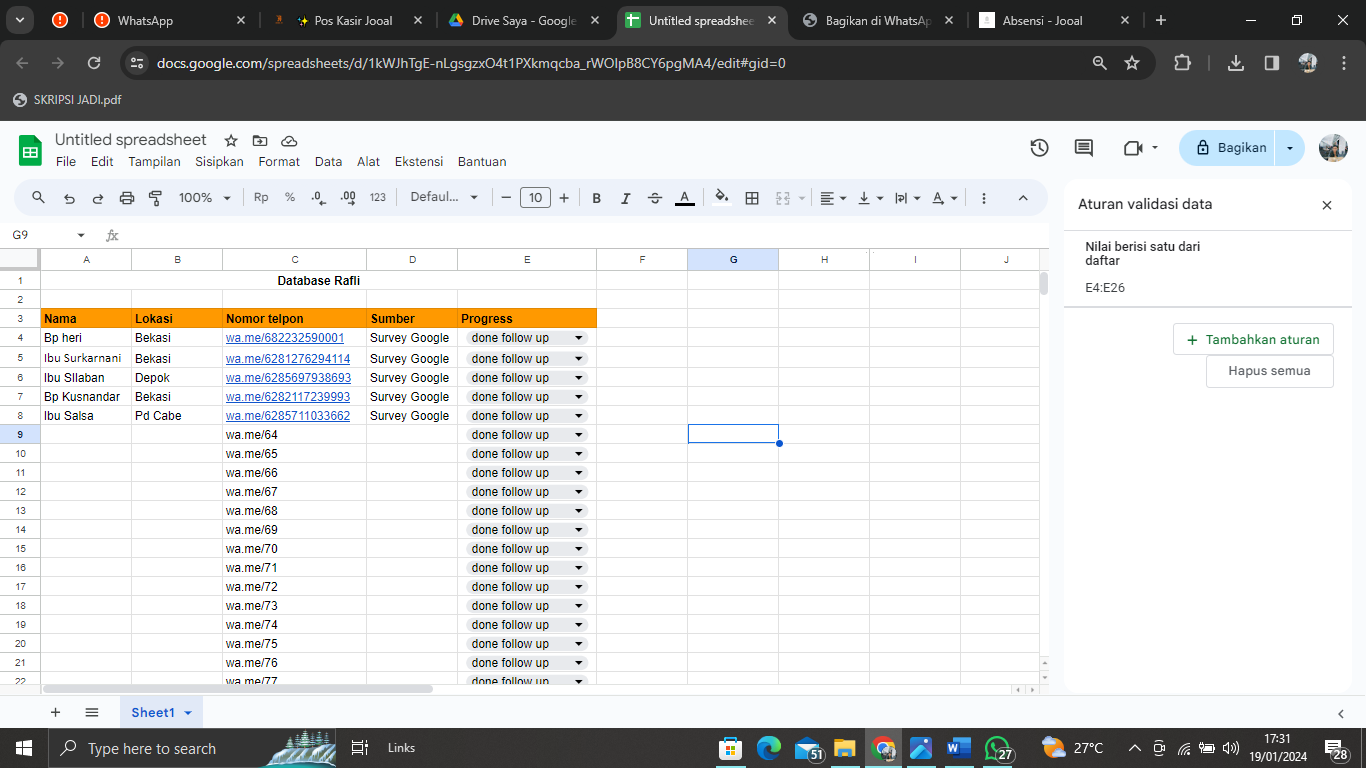 WhatsApp
Pos Kasir Jooal
Drive Saya - Google
Untitled spreadshee
Bagikan di WhatsAp
Absensi - Jooal
docs.google.com/spreadsheets/d/1kWJhTgE-nLgsgzxO4t1PXkmqcba_rWOlpB8CY6pgMA4/edit#gid=0
SKRIPSI JADI.pdf
Untitled spreadsheet
File Edit Tampilan Sisipkan Format Data Alat Ekstensi Bantuan
Bagikan
100% Rp % .0 .00 123 Defaul... 10 B I A A
Aturan validasi data
G9 fx
Nilai berisi satu dari
daftar
E4:E26
Tambahkan aturan
Hapus semua
A B C D E F G H I J
1 Database Rafli
2
3 Nama Lokasi Nomor telpon Sumber Progress
4 Bp heri Bekasi wa.me/682232590001 Survey Google done follow up
5 Ibu Surkarnani Bekasi wa.me/6281276294114 Survey Google done follow up
6 Ibu SIlaban Depok wa.me/6285697938693 Survey Google done follow up
7 Bp Kusnandar Bekasi wa.me/6282117239993 Survey Google done follow up
8 Ibu Salsa Pd Cabe wa.me/6285711033662 Survey Google done follow up
9 wa.me/64 done follow up
10 wa.me/65 done follow up
11 wa.me/66 done follow up
12 wa.me/67 done follow up
13 wa.me/68 done follow up
14 wa.me/69 done follow up
15 wa.me/70 done follow up
16 wa.me/71 done follow up
17 wa.me/72 done follow up
18 wa.me/73 done follow up
19 wa.me/74 done follow up
20 wa.me/75 done follow up
21 wa.me/76 done follow up
22 wa.me/77 done follow up
Sheet1
Type here to search
Links
51
27
27°C
17:31
19/01/2024
28